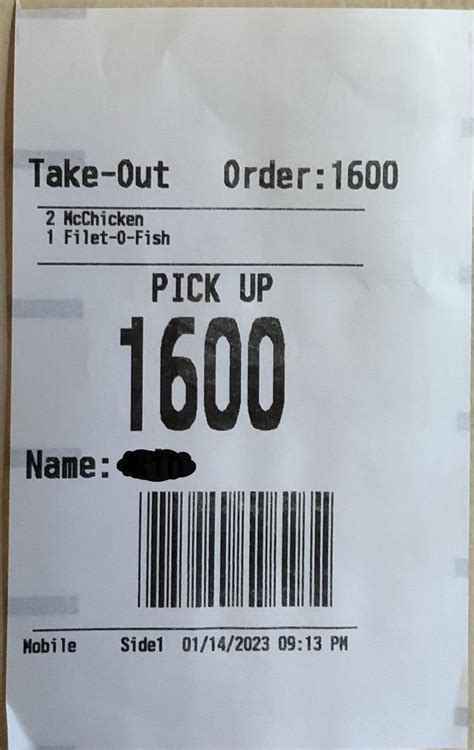 Take-Out Order:1600
2 McChicken
1 Filet-O-Fish
PICK UP
1600
Name:
Mobile Side1 01/14/2023 09:13 PM